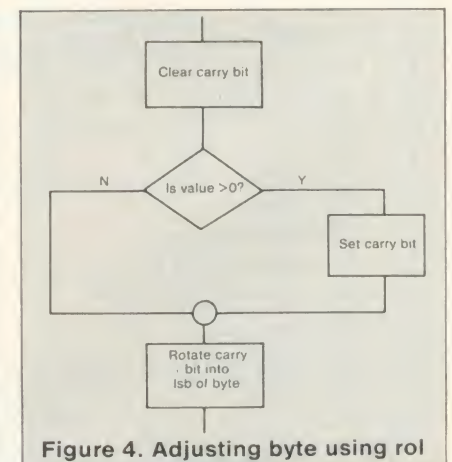 Clear carry bit
N
Is value >0?
Y
Set carry bit
Rotate carry
bit into
lsb of byte
Figure 4. Adjusting byte using rol